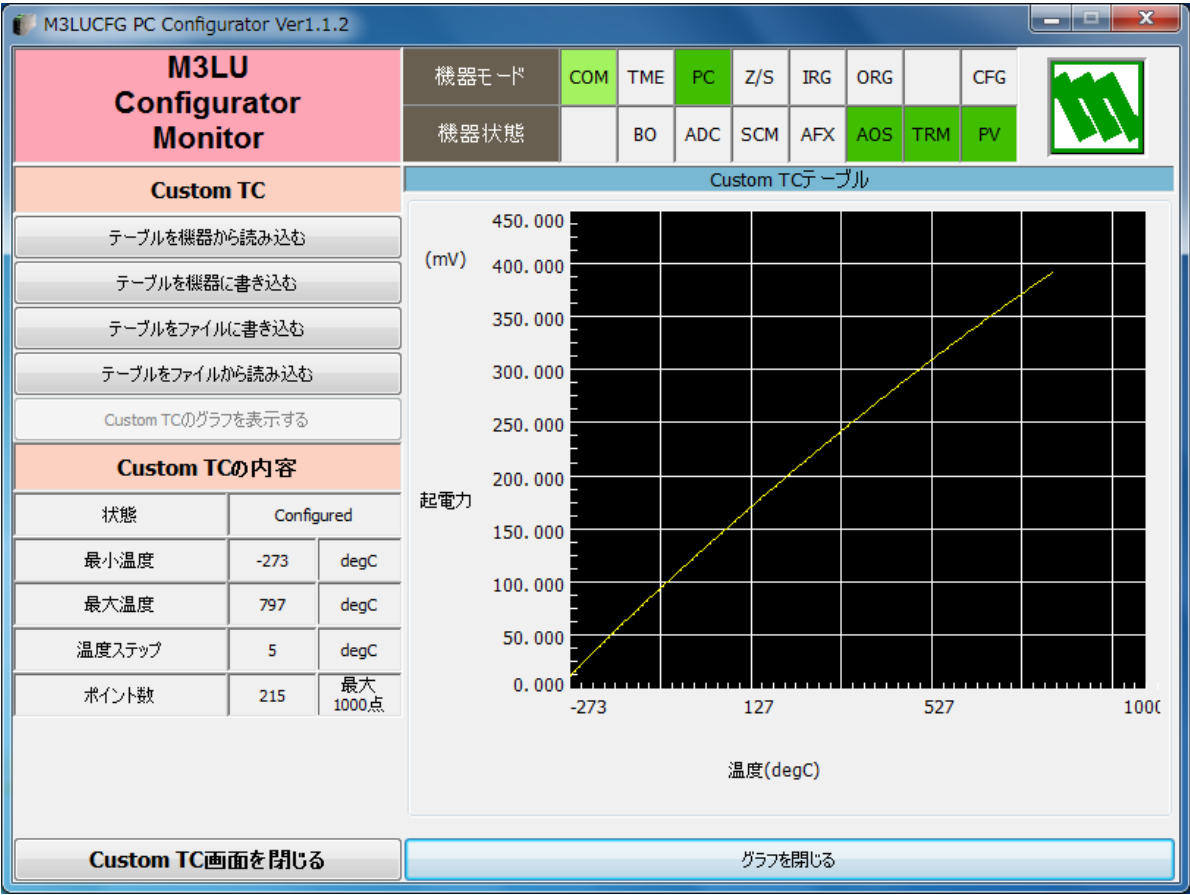 M3LUCFG PC Configurator Ver1.1.2
M3LU
Configurator
Monitor
機器モード COM TME PC Z/S IRG ORG CFG
機器状態 BO ADC SCM AFX AOS TRM PV
Custom TC
テーブルを機器から読み込む
テーブルを機器に書き込む
テーブルをファイルに書き込む
テーブルをファイルから読み込む
Custom TCのグラフを表示する
Custom TCの内容
状態 Configured
最小温度 -273 degC
最大温度 797 degC
温度ステップ 5 degC
ポイント数 215 最大
1000点
Custom TC画面を閉じる
Custom TCテーブル
450.000
(mV)
400.000
350.000
300.000
250.000
200.000
起電力
150.000
100.000
50.000
0.000
-273 127 527 1000
温度(degC)
グラフを閉じる